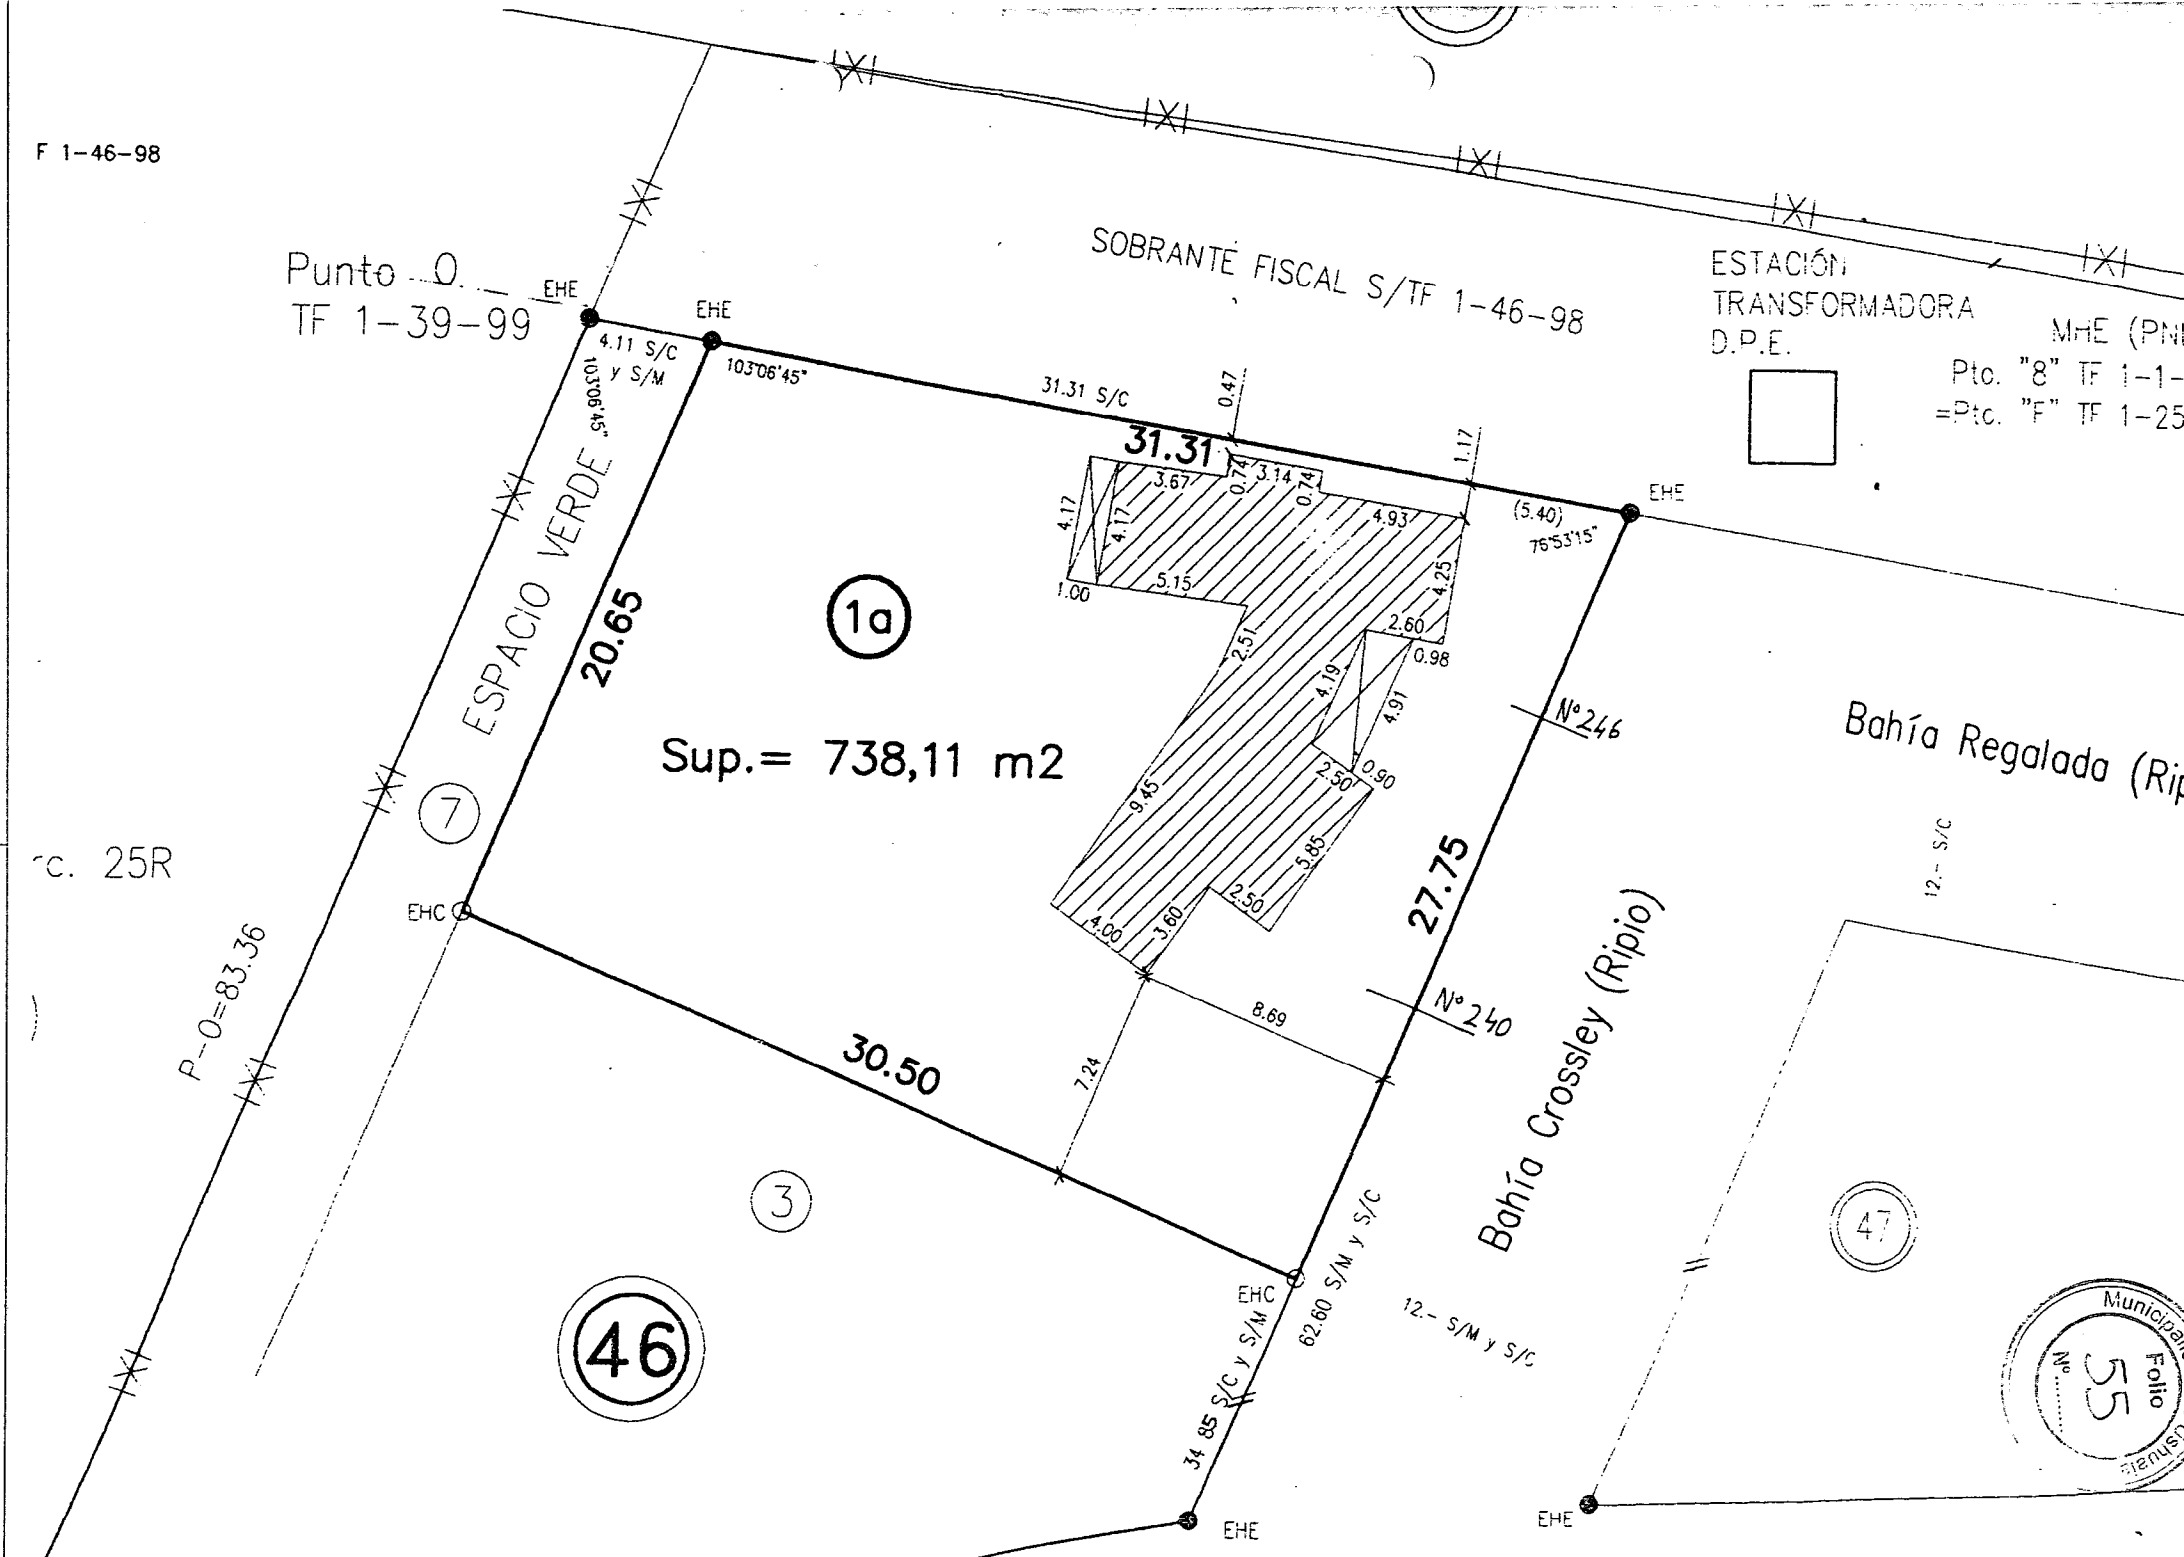 F 1-46-98
Punto O
TF 1-39-99
EHE
EHE
4.11 S/C
y S/M
103°06'45"
103°06'45"
31.31 S/C
31.31
0.47
1.17
SOBRANTE FISCAL S/TF 1-46-98
ESTACIÓN
TRANSFORMADORA
D.P.E.
MHE
Pto. "8" TF 1-1-
=Ptc. "F" TF 1-25
EHE
(5.40)
76°53'15"
3.67
0.74
3.14
0.74
4.93
4.17
4.17
1.00
5.15
4.25
2.51
2.60
0.98
4.19
4.91
2.50
0.90
9.45
5.85
2.50
3.60
4.00
ESPACIO VERDE
20.65
1a
Sup.= 738,11 m2
7
25R
EHC
P-O=83.36
30.50
7.24
8.69
27.75
N° 246
N° 240
Bahía Regalada
Bahía Crossley (Ripio)
12.- S/C
3
46
47
EHC
62.60 S/M y S/C
34 85 S/C y S/M
12.- S/M y S/C
EHE
EHE
Folio
N° 55